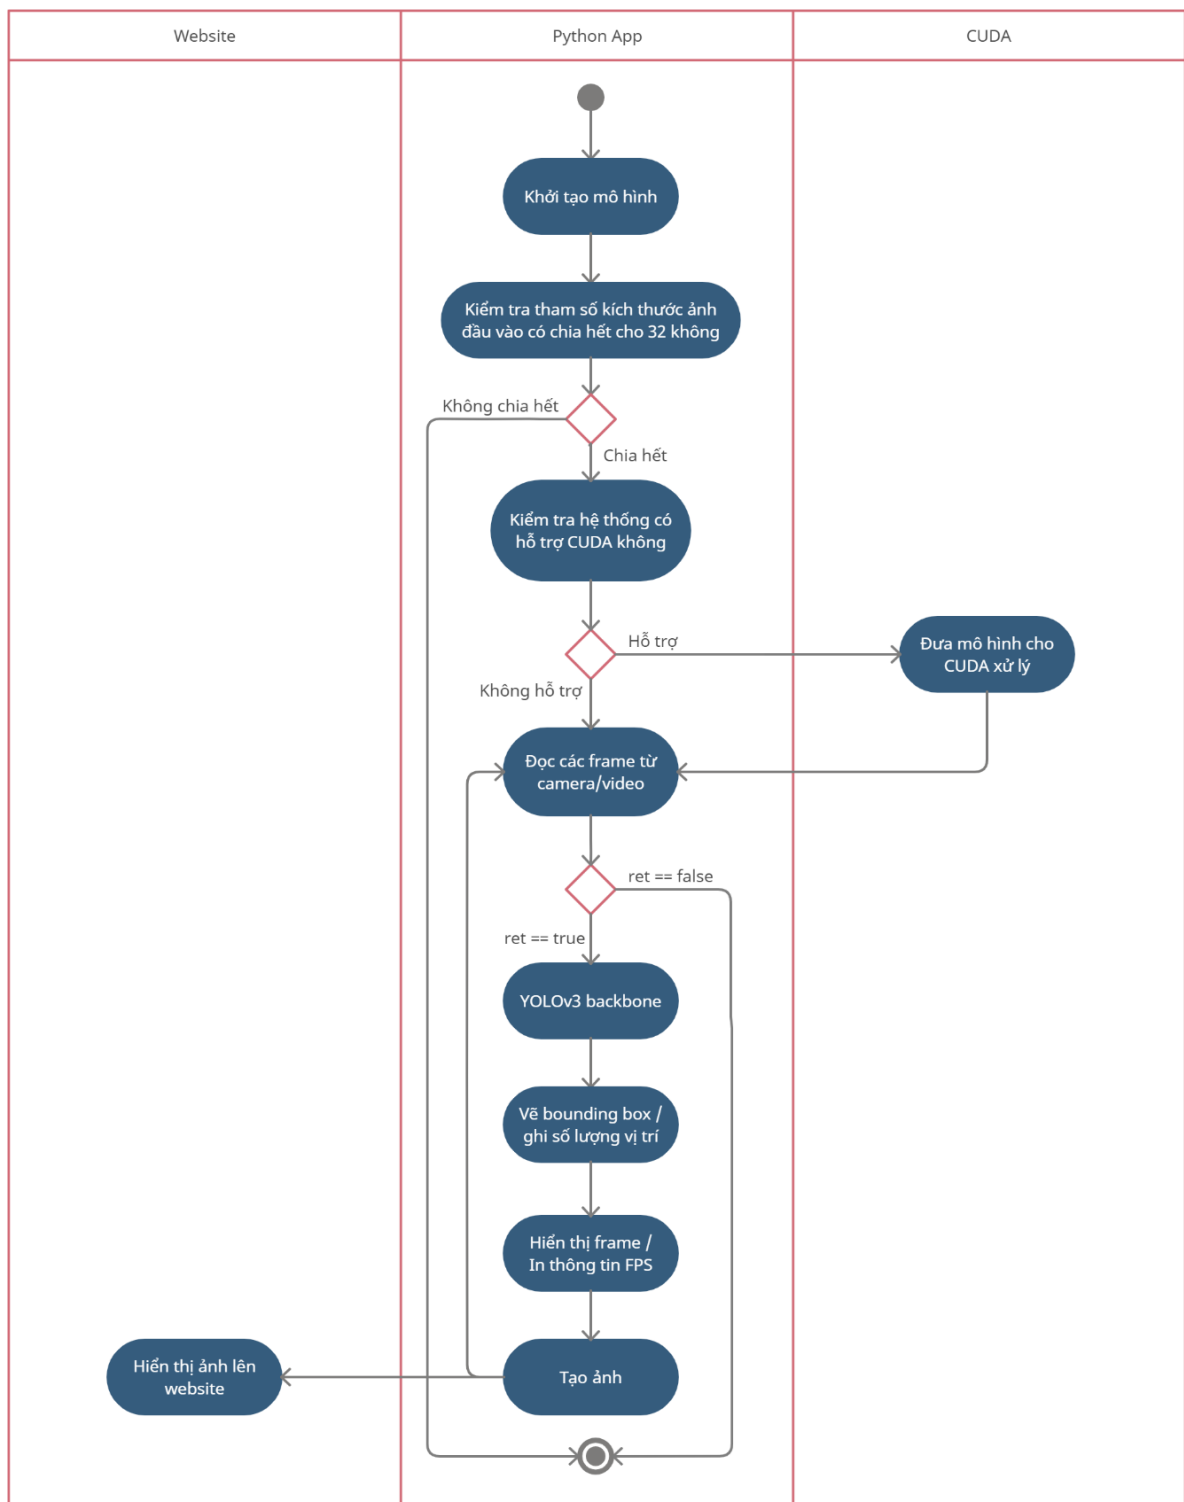 Website
Python App
CUDA
Khởi tạo mô hình
Kiểm tra tham số kích thước ảnh
đầu vào có chia hết cho 32 không
Không chia hết
Chia hết
Kiểm tra hệ thống có
hỗ trợ CUDA không
Hỗ trợ
Đưa mô hình cho
CUDA xử lý
Không hỗ trợ
Đọc các frame từ
camera/video
ret == false
ret == true
YOLOv3 backbone
Vẽ bounding box /
ghi số lượng vị trí
Hiển thị frame /
In thông tin FPS
Hiển thị ảnh lên
website
Tạo ảnh